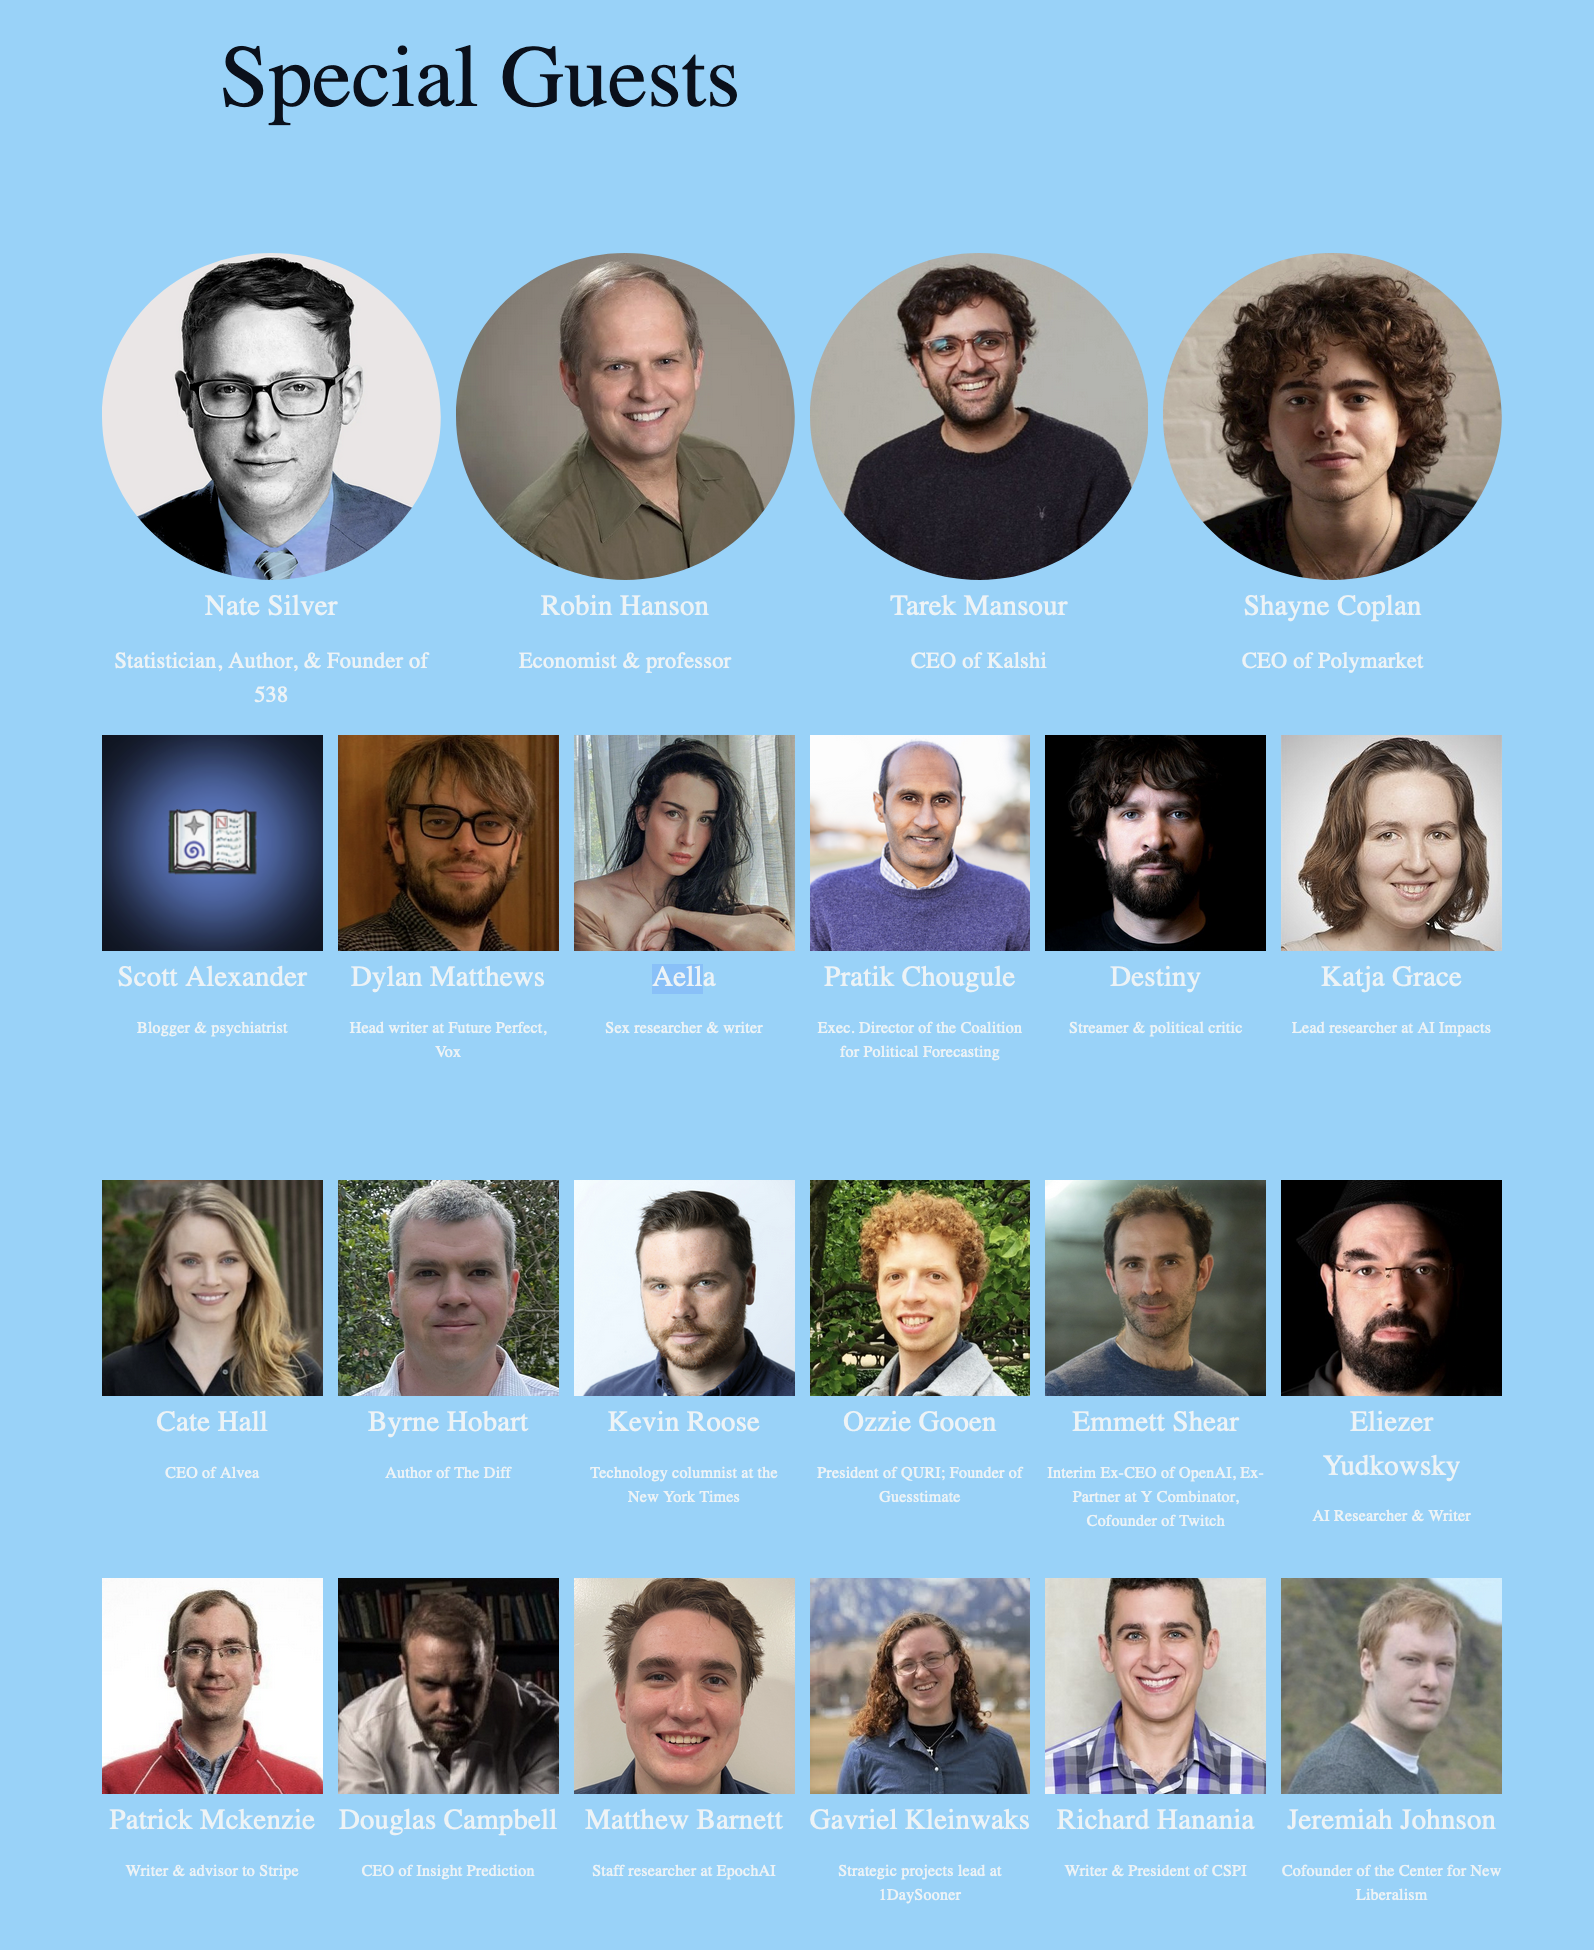 Special Guests
Nate Silver
Statistician, Author, & Founder of
538
Robin Hanson
Economist & professor
Tarek Mansour
CEO of Kalshi
Shayne Coplan
CEO of Polymarket
Scott Alexander
Blogger & psychiatrist
Dylan Matthews
Head writer at Future Perfect,
Vox
Aella
Sex researcher & writer
Pratik Chougule
Exec. Director of the Coalition
for Political Forecasting
Destiny
Streamer & political critic
Katja Grace
Lead researcher at AI Impacts
Cate Hall
CEO of Alvea
Byrne Hobart
Author of The Diff
Kevin Roose
Technology columnist at the
New York Times
Ozzie Gooen
President of QURI; Founder of
Guesstimate
Emmett Shear
Interim Ex-CEO of OpenAI, Ex-
Partner at Y Combinator,
Cofounder of Twitch
Eliezer
Yudkowsky
AI Researcher & Writer
Patrick Mckenzie
Writer & advisor to Stripe
Douglas Campbell
CEO of Insight Prediction
Matthew Barnett
Staff researcher at EpochAI
Gavriel Kleinwaks
Strategic projects lead at
1DaySooner
Richard Hanania
Writer & President of CSPI
Jeremiah Johnson
Cofounder of the Center for New
Liberalism